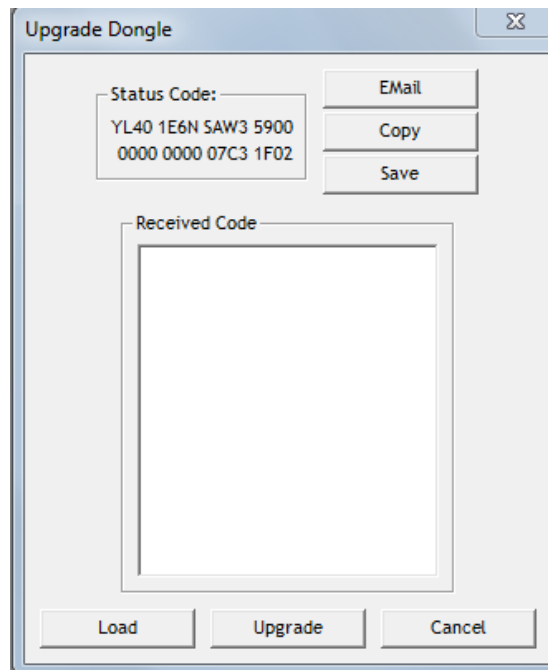 Upgrade Dongle
Status Code:
YL40 1E6N SAW3 5900
0000 0000 07C3 1F02
EMail
Copy
Save
Received Code
Load
Upgrade
Cancel